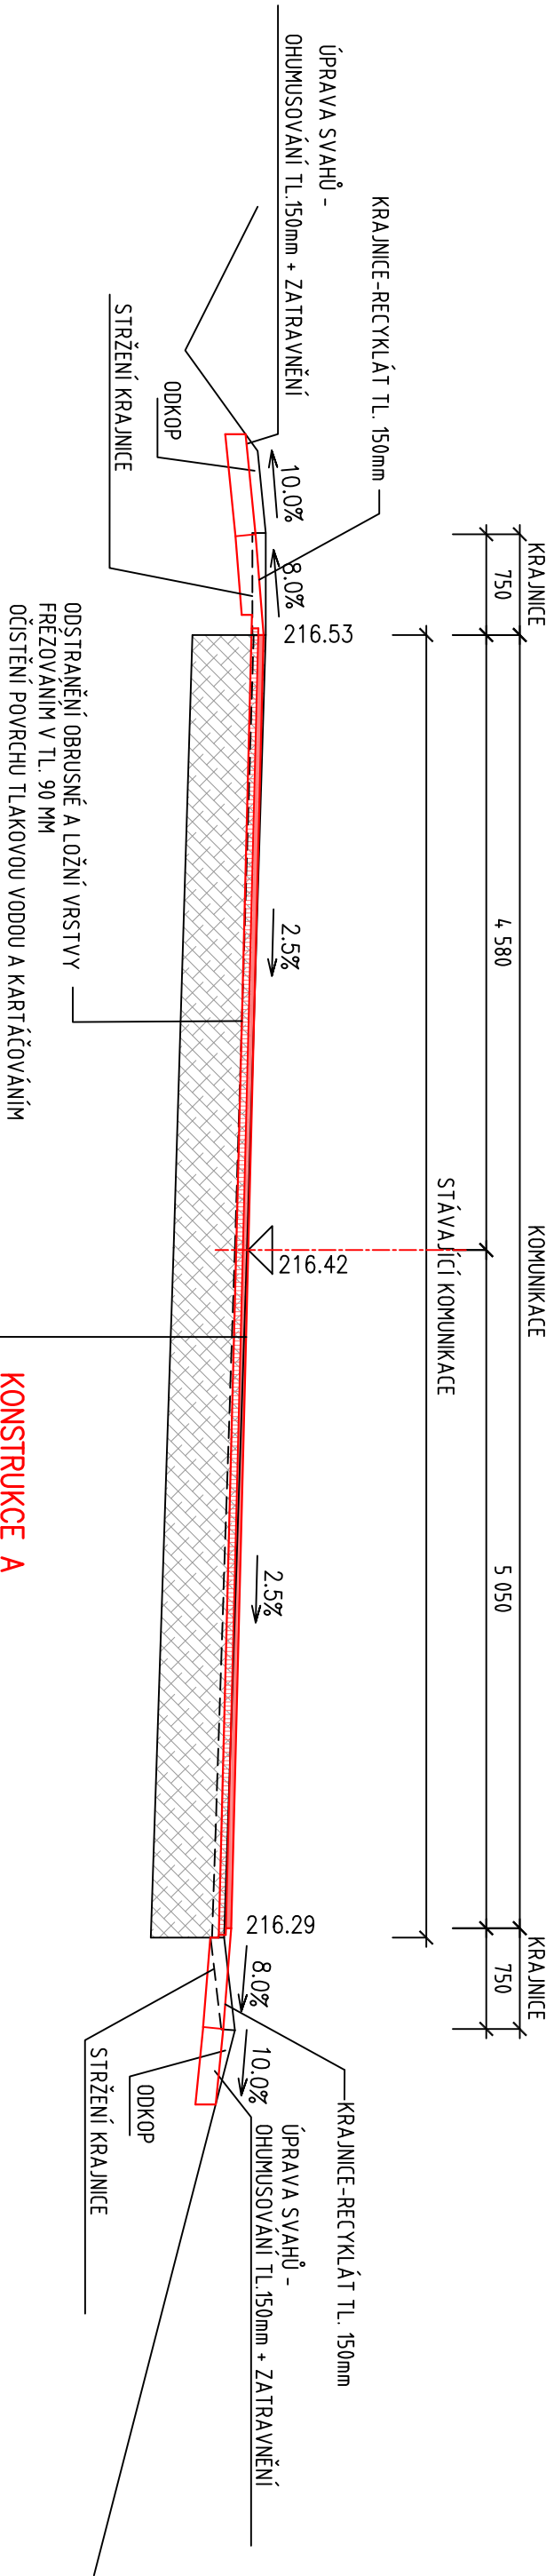 KRAJNICE
KOMUNIKACE
KRAJNICE
750
4 580
5 050
750
STÁVAJÍCÍ KOMUNIKACE
KRAJNICE-RECYKLÁT TL. 150mm
ÚPRAVA SVAHŮ -
OHUMUSOVÁNÍ TL.150mm + ZATRAVNĚNÍ
10.0%
8.0%
216.53
2.5%
216.42
2.5%
216.29
8.0%
10.0%
KRAJNICE-RECYKLÁT TL. 150mm
ÚPRAVA SVAHŮ -
OHUMUSOVÁNÍ TL.150mm + ZATRAVNĚNÍ
ODKOP
STRŽENÍ KRAJNICE
ODSTRANĚNÍ OBRUSNÉ A LOŽNÍ VRSTVY
FRÉZOVÁNÍM V TL. 90 MM
OČISTĚNÍ POVRCHU TLAKOVOU VODOU A KARTÁČOVÁNÍM
KONSTRUKCE A
ODKOP
STRŽENÍ KRAJNICE